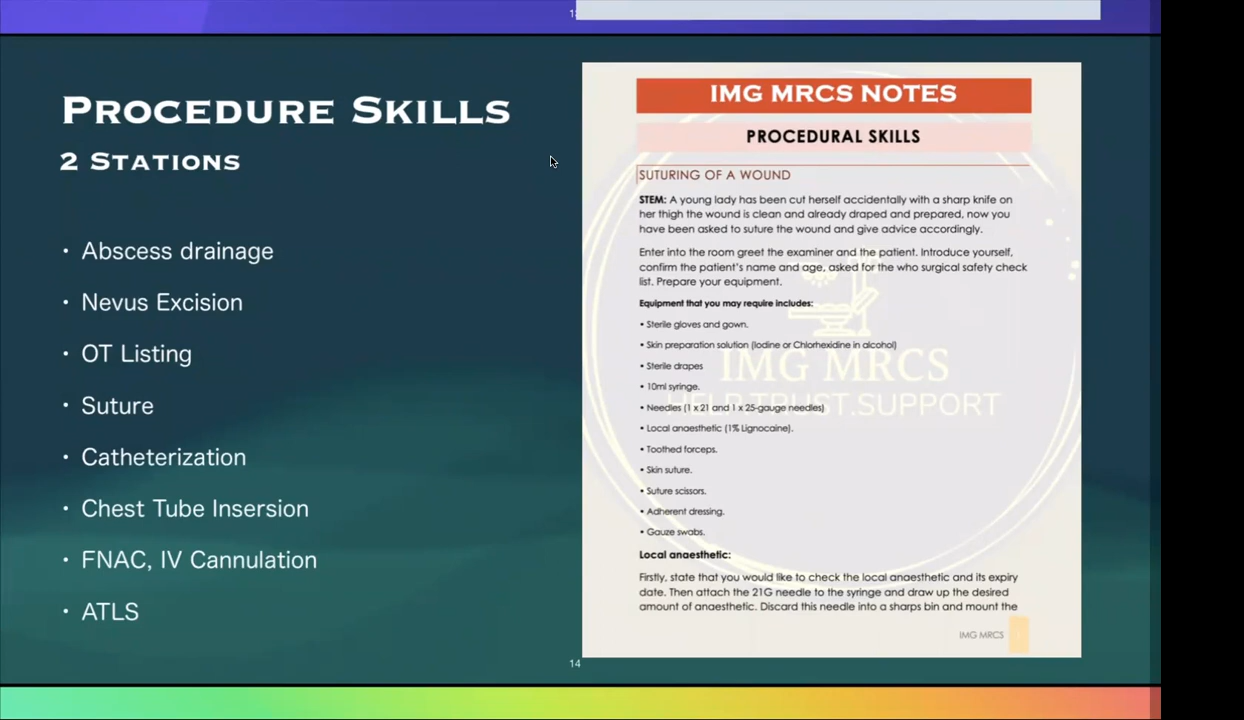 PROCEDURE SKILLS
2 STATIONS
• Abscess drainage
• Nevus Excision
• OT Listing
• Suture
• Catheterization
• Chest Tube Insersion
• FNAC, IV Cannulation
• ATLS
IMG MRCS NOTES
PROCEDURAL SKILLS
SUTURING OF A WOUND
STEM: A young lady has been cut herself accidentally with a sharp knife on
her thigh the wound is clean and already draped and prepared, now you
have been asked to suture the wound and give advice accordingly.
Enter into the room greet the examiner and the patient. Introduce yourself,
confirm the patient's name and age, asked for the who surgical safety check
list. Prepare your equipment.
Equipment that you may require includes:
• Sterile gloves and gown.
• Skin preparation solution (Iodine or Chlorhexidine in alcohol)
• Sterile drapes
• 10ml syringe.
• Needles (1 x 21 and 1 x 25-gauge needles)
• Local anaesthetic (1% Lignocaine).
• Toothed forceps.
• Skin suture.
• Suture scissors.
• Adherent dressing.
• Gauze swabs.
IMG MRCS
HELP.TRUST.SUPPORT
Local anaesthetic:
Firstly, state that you would like to check the local anaesthetic and its expiry
date. Then attach the 21G needle to the syringe and draw up the desired
amount of anaesthetic. Discard this needle into a sharps bin and mount the
IMG MRCS
14